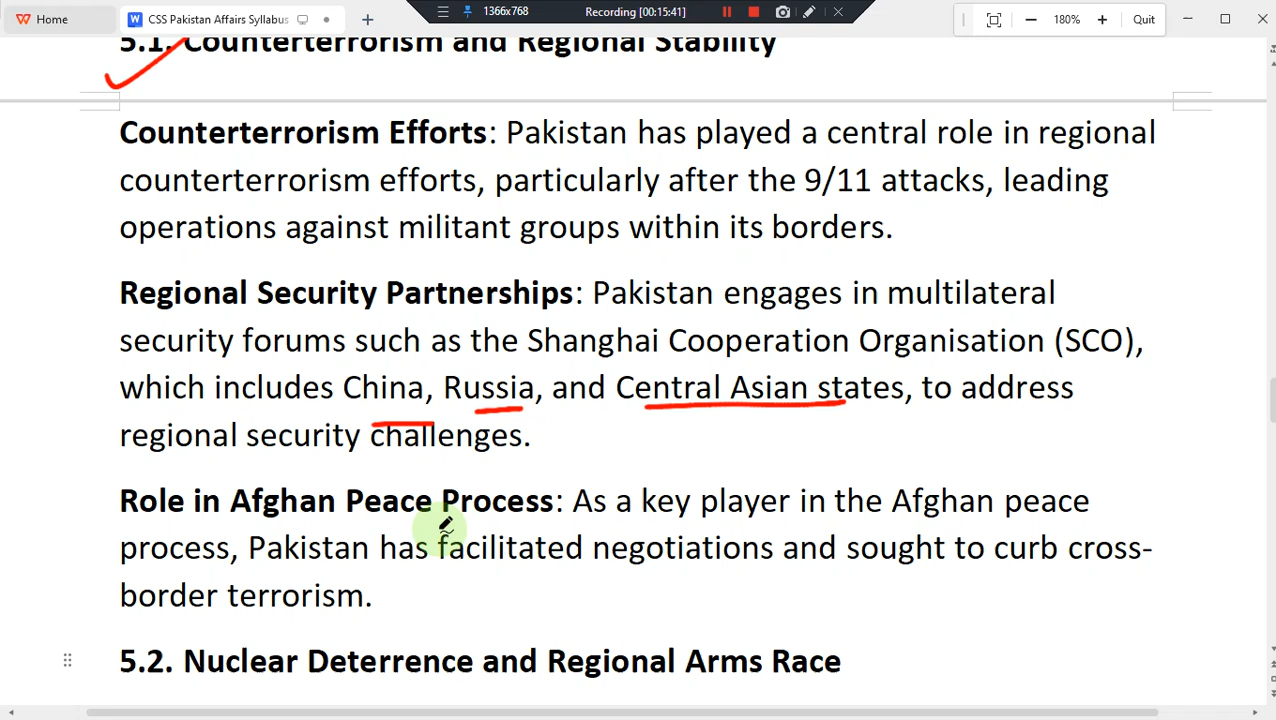 Home
CSS Pakistan Affairs Syllabus
1366x768
Recording [00:15:41]
180%
Quit
5.1. Counterterrorism and Regional Stability
Counterterrorism Efforts: Pakistan has played a central role in regional
counterterrorism efforts, particularly after the 9/11 attacks, leading
operations against militant groups within its borders.
Regional Security Partnerships: Pakistan engages in multilateral
security forums such as the Shanghai Cooperation Organisation (SCO),
which includes China, Russia, and Central Asian states, to address
regional security challenges.
Role in Afghan Peace Process: As a key player in the Afghan peace
process, Pakistan has facilitated negotiations and sought to curb cross-
border terrorism.
5.2. Nuclear Deterrence and Regional Arms Race